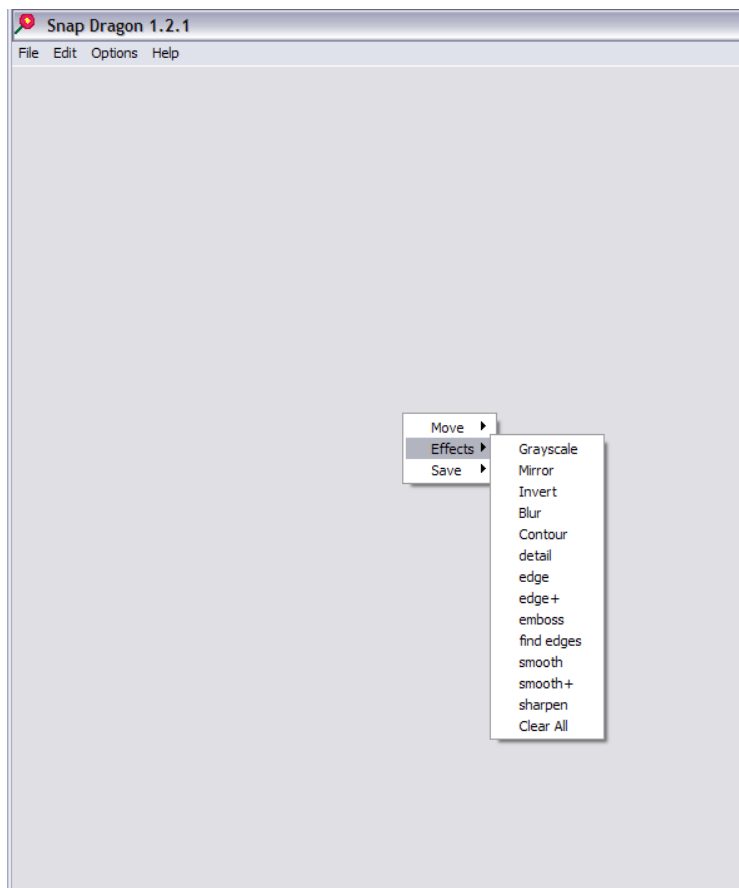 Snap Dragon 1.2.1
File Edit Options Help
Move
Effects
Save
Grayscale
Mirror
Invert
Blur
Contour
detail
edge
edge+
emboss
find edges
smooth
smooth+
sharpen
Clear All